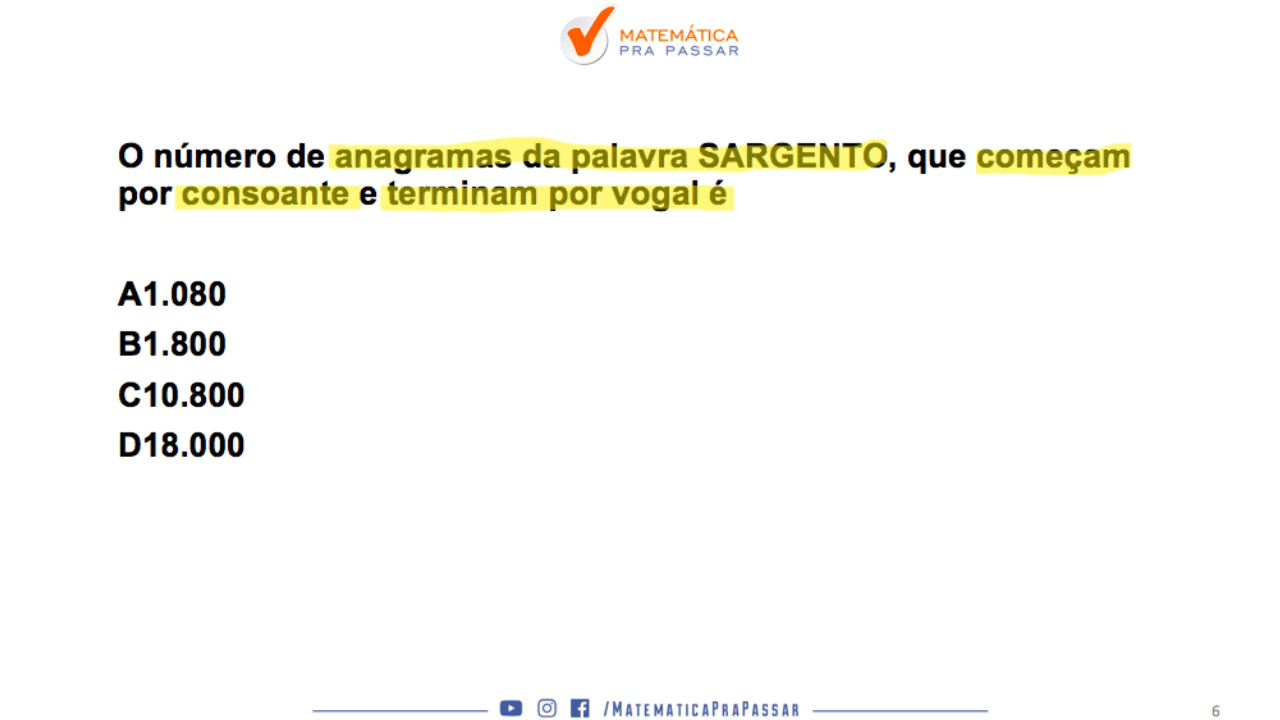 MATEMÁTICA
PRA PASSAR
O número de anagramas da palavra SARGENTO, que começam
por consoante e terminam por vogal é
A1.080
B1.800
C10.800
D18.000
/MATEMATICAPRAPASSAR
6